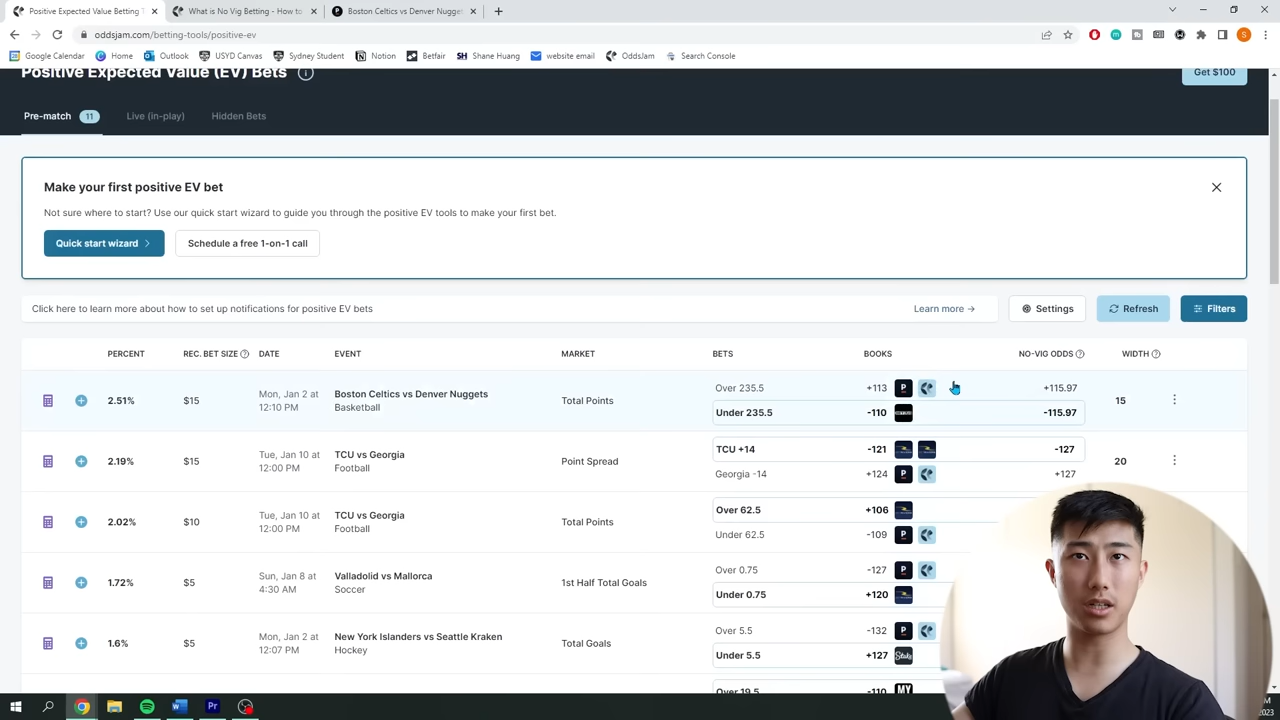 Positive Expected Value Betting T
What is No Vig Betting - How to
Boston Celtics vs Denver Nugget
oddsjam.com/betting-tools/positive-ev
Google Calendar
Home
Outlook
USYD Canvas
Sydney Student
Notion
Betfair
SH Shane Huang
website email
OddsJam
Search Console
Positive Expected Value (EV) Bets
Get $100
Pre-match 11
Live (in-play)
Hidden Bets
Make your first positive EV bet
Not sure where to start? Use our quick start wizard to guide you through the positive EV tools to make your first bet.
Quick start wizard
Schedule a free 1-on-1 call
Click here to learn more about how to set up notifications for positive EV bets
Learn more →
Settings
Refresh
Filters
PERCENT REC. BET SIZE DATE EVENT MARKET BETS BOOKS NO-VIG ODDS WIDTH
2.51%
$15
Mon, Jan 2 at
12:10 PM
Boston Celtics vs Denver Nuggets
Basketball
Total Points
Over 235.5 +113 P +115.97
Under 235.5 -110 -115.97
15
2.19%
$15
Tue, Jan 10 at
12:00 PM
TCU vs Georgia
Football
Point Spread
TCU +14 -121 -127
Georgia -14 +124 P +127
20
2.02%
$10
Tue, Jan 10 at
12:00 PM
TCU vs Georgia
Football
Total Points
Over 62.5 +106
Under 62.5 -109 P
1.72%
$5
Sun, Jan 8 at
4:30 AM
Valladolid vs Mallorca
Soccer
1st Half Total Goals
Over 0.75 -127 P
Under 0.75 +120
1.6%
$5
Mon, Jan 2 at
12:07 PM
New York Islanders vs Seattle Kraken
Hockey
Total Goals
Over 5.5 -132 P
Under 5.5 +127 Stake
Over 19.5 -110 MY